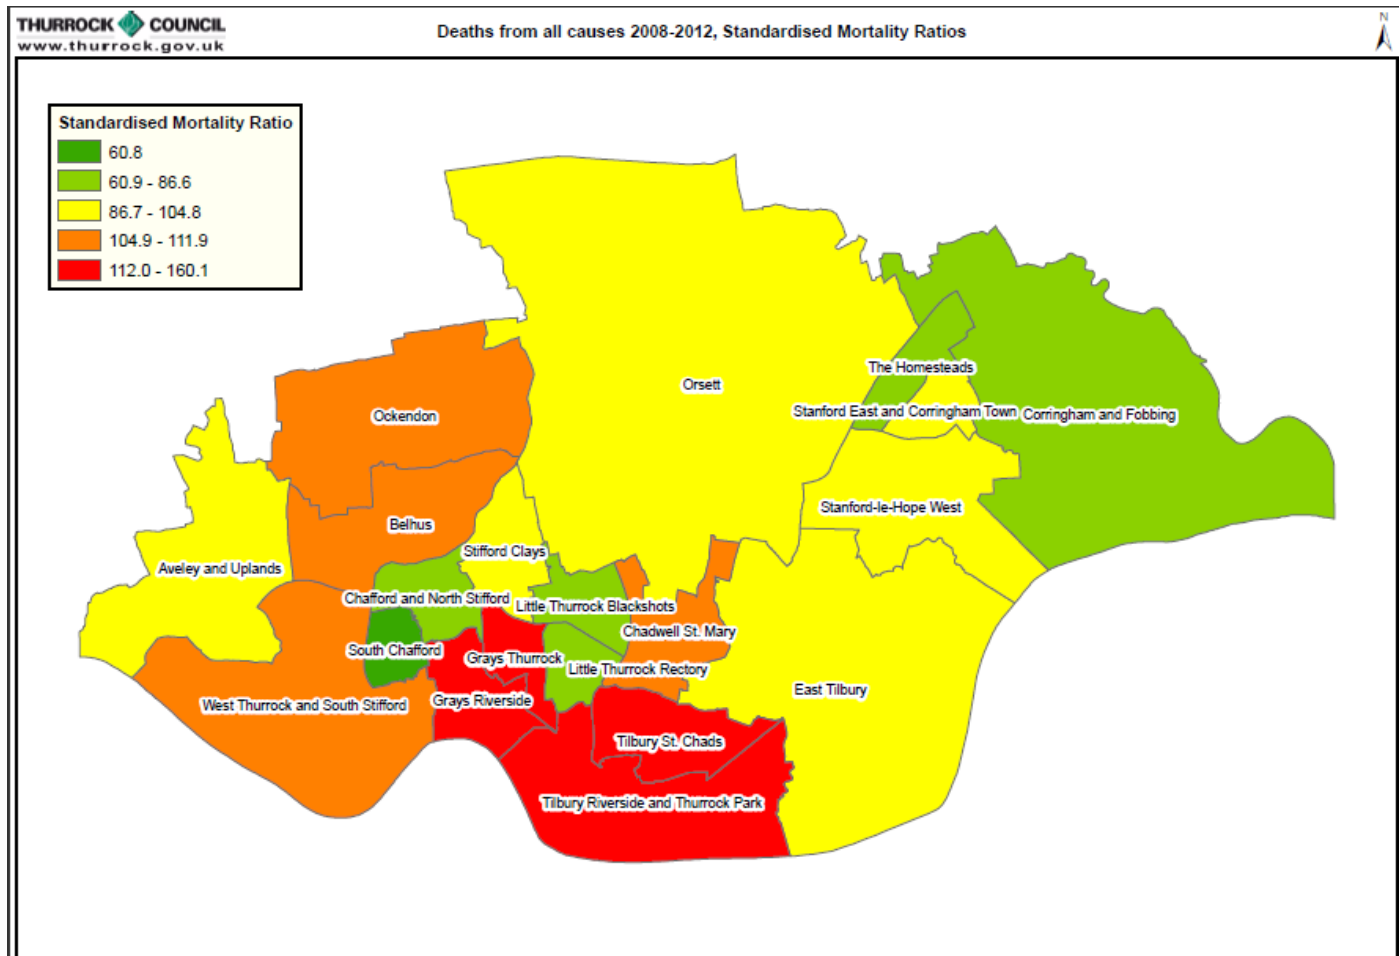 THURROCK COUNCIL
www.thurrock.gov.uk
Deaths from all causes 2008-2012, Standardised Mortality Ratios
N
Standardised Mortality Ratio
60.8
60.9 - 86.6
86.7 - 104.8
104.9 - 111.9
112.0 - 160.1
The Homesteads
Orsett
Stanford East and Corringham Town
Corringham and Fobbing
Ockendon
Stanford-le-Hope West
Belhus
Stifford Clays
Aveley and Uplands
Chafford and North Stifford
Little Thurrock Blackshots
Chadwell St. Mary
South Chafford
Grays Thurrock
Little Thurrock Rectory
East Tilbury
West Thurrock and South Stifford
Grays Riverside
Tilbury St. Chads
Tilbury Riverside and Thurrock Park